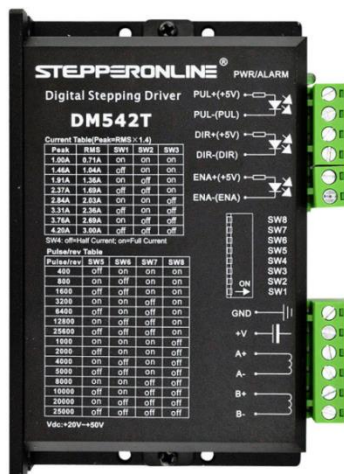 STEPPERONLINE
Digital Stepping Driver
DM542T
Current Table(Peak=RMS×1.4)
Peak RMS SW1 SW2 SW3
1.00A 0.71A on on on
1.46A 1.04A off on on
1.91A 1.36A on off on
2.37A 1.69A off off on
2.84A 2.03A on on off
3.31A 2.36A off on off
3.76A 2.69A on off off
4.20A 3.00A off off off
SW4: off=Half Current; on=Full Current
Pulse/rev Table
Pulse/rev SW5 SW6 SW7 SW8
400 off on on on
800 on off on on
1600 off off on on
3200 on on off on
6400 off on off on
12800 on off off on
25600 off off off on
1000 on on on off
2000 off on on off
4000 on off on off
5000 off off on off
8000 on on off off
10000 off on off off
20000 on off off off
25000 off off off off
Vdc:+20V~+50V
PWR/ALARM
PUL+(+5V)
PUL-(PUL)
DIR+(+5V)
DIR-(DIR)
ENA+(+5V)
ENA-(ENA)
SW8
SW7
SW6
SW5
SW4
SW3
SW2
ON
SW1
GND
+V
A+
A-
B+
B-